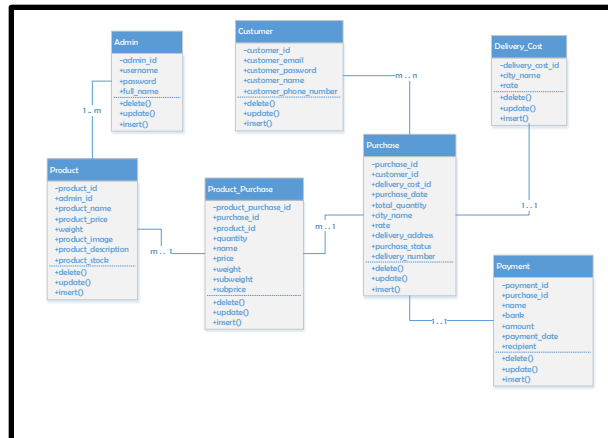 Admin
-admin_id
+username
+password
+full_name
+delete()
+update()
+insert()
Custumer
-customer_id
+customer_email
+customer_password
+customer_name
+customer_phone_number
+delete()
+update()
+insert()
Delivery_Cost
-delivery_cost_id
+city_name
+rate
+delete()
+update()
+insert()
1..m
m..n
Product
-product_id
+admin_id
+product_name
+product_price
+weight
+product_image
+product_description
+product_stock
+delete()
+update()
+insert()
m..1
Product_Purchase
-product_purchase_id
+purchase_id
+product_id
+quantity
+name
+price
+weight
+subweight
+subprice
+delete()
+update()
+insert()
m..1
Purchase
-purchase_id
+customer_id
+delivery_cost_id
+purchase_date
+total_quantity
+city_name
+rate
+delivery_address
+purchase_status
+delivery_number
+delete()
+update()
+insert()
1..1
1..1
Payment
-payment_id
+purchase_id
+name
+bank
+amount
+payment_date
+recipient
+delete()
+update()
+insert()